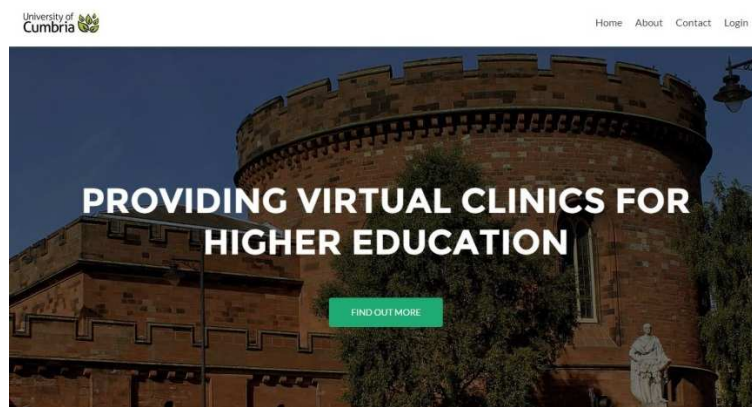 University of
Cumbria
Home About Contact Login
PROVIDING VIRTUAL CLINICS FOR
HIGHER EDUCATION
FIND OUT MORE